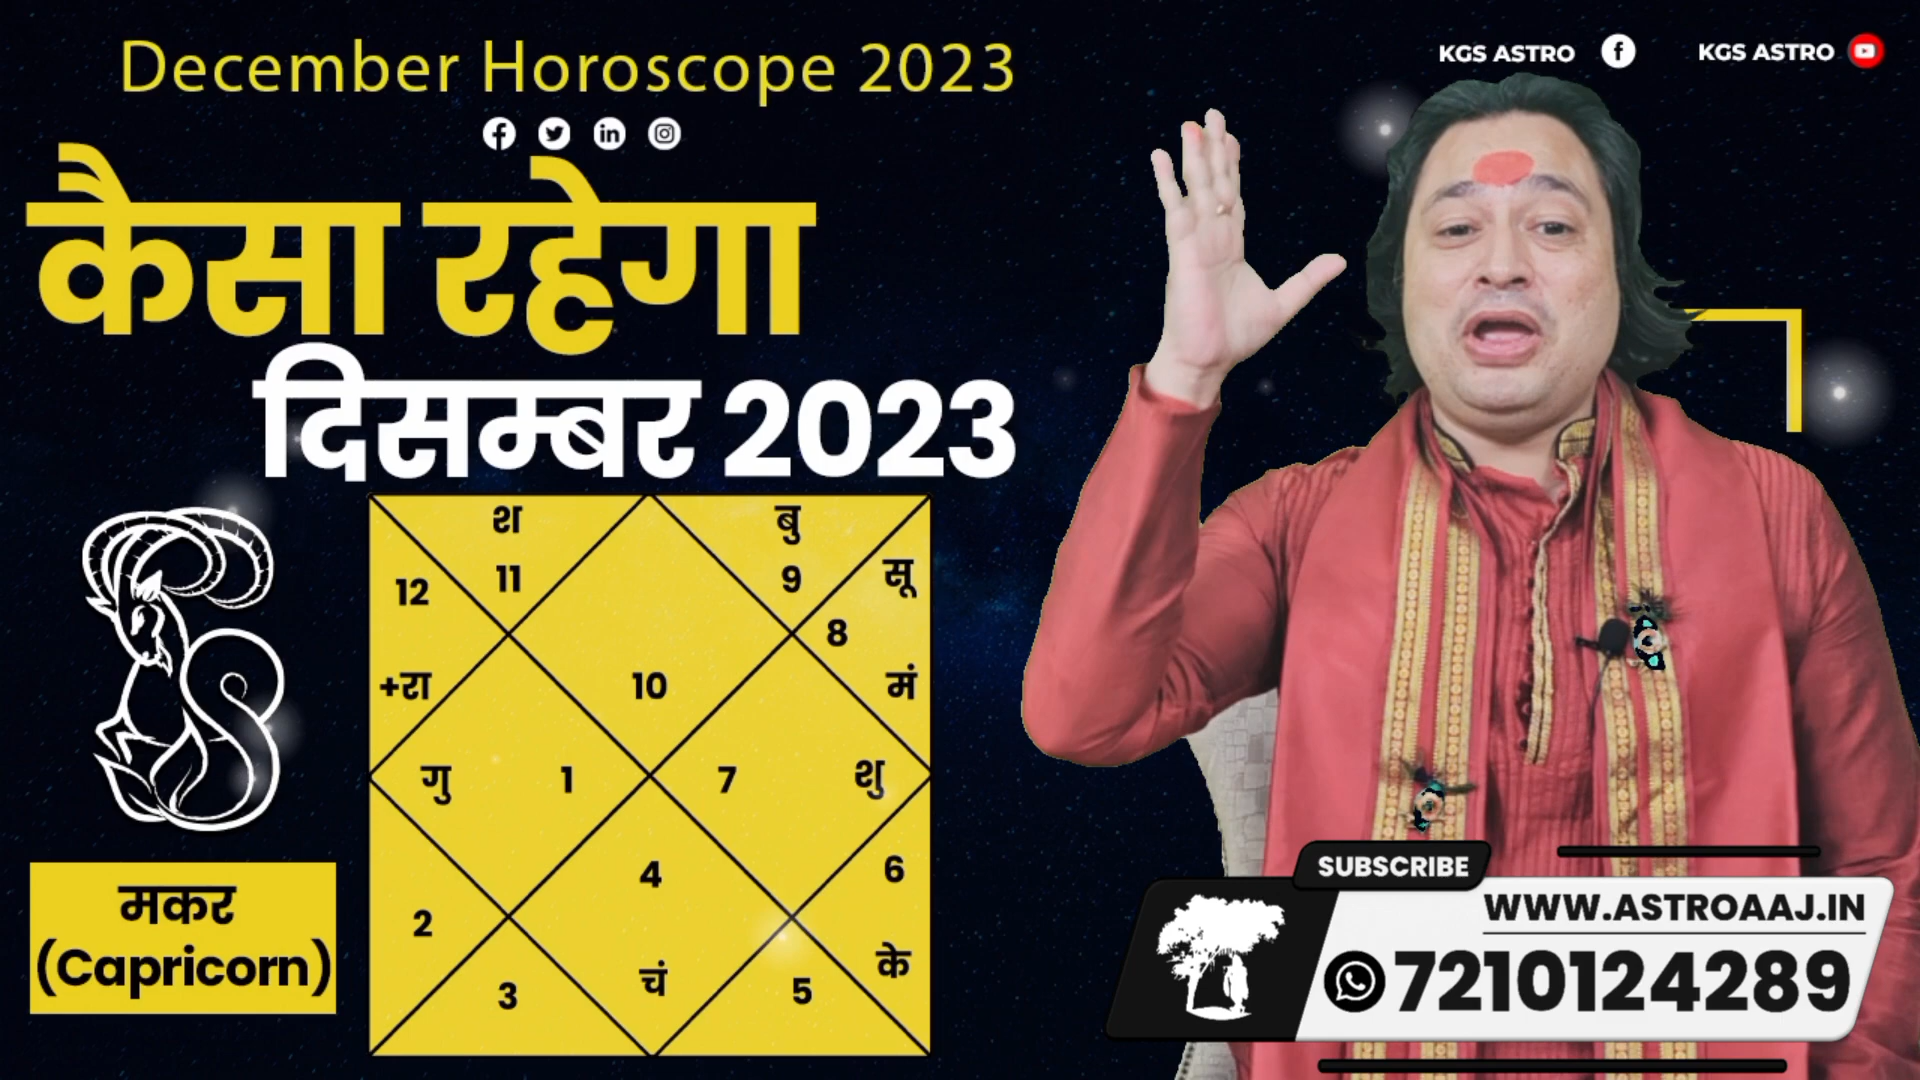 December Horoscope 2023
KGS ASTRO
KGS ASTRO
कैसा रहेगा
दिसम्बर 2023
श
बु
12
11
9
सू
8
+रा
10
मं
गु
1
7
शु
4
6
2
के
3
चं
5
मकर
(Capricorn)
SUBSCRIBE
WWW.ASTROAAJ.IN
7210124289